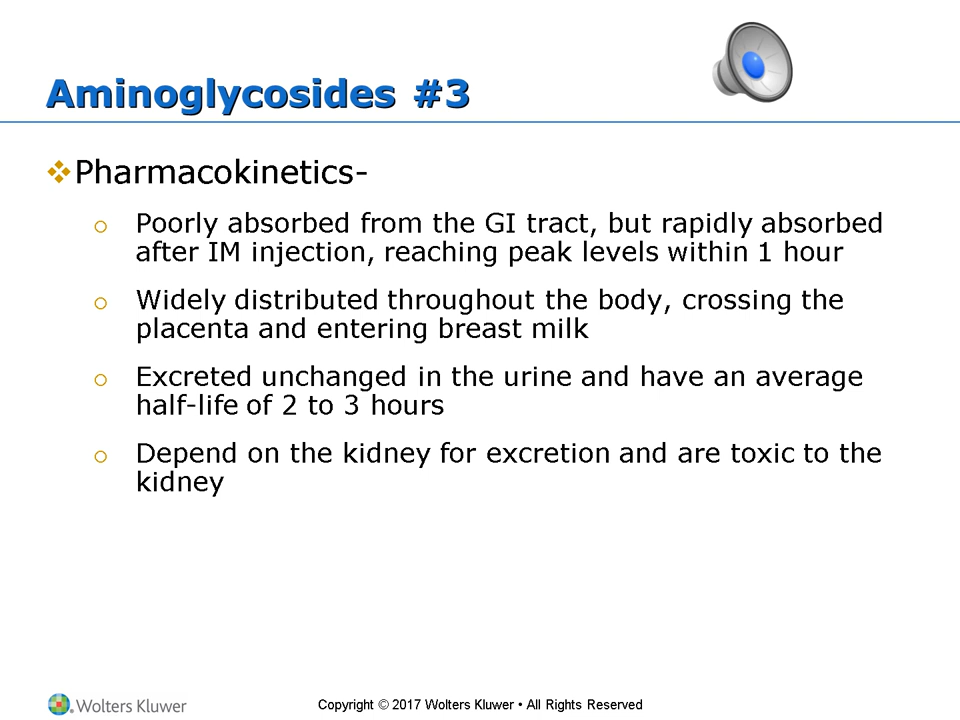 Aminoglycosides #3
Pharmacokinetics-
Poorly absorbed from the GI tract, but rapidly absorbed
after IM injection, reaching peak levels within 1 hour
Widely distributed throughout the body, crossing the
placenta and entering breast milk
Excreted unchanged in the urine and have an average
half-life of 2 to 3 hours
Depend on the kidney for excretion and are toxic to the
kidney
Wolters Kluwer
Copyright © 2017 Wolters Kluwer • All Rights Reserved